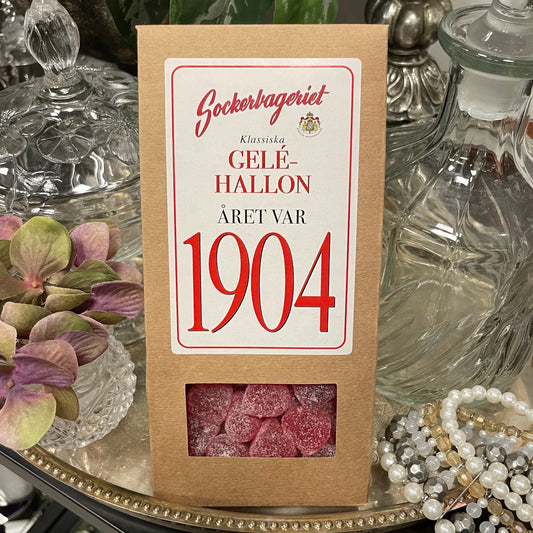 Sockerbageriet
Klassiska
GELÉ-
HALLON
ÅRET VAR
1904